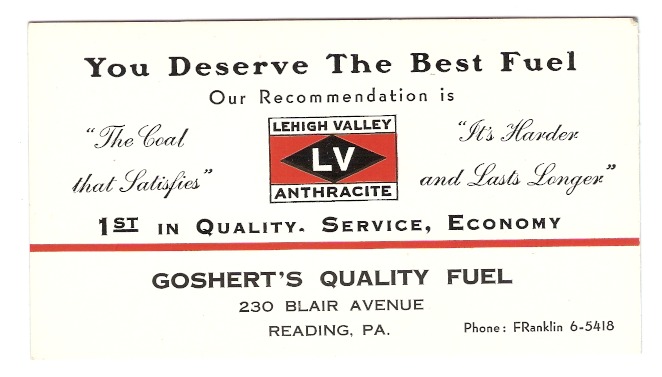 You Deserve The Best Fuel
Our Recommendation is
"The Coal
that Satisfies"
LEHIGH VALLEY
LV
ANTHRACITE
"It's Harder
and Lasts Longer"
1ST IN QUALITY. SERVICE, ECONOMY
GOSHERT'S QUALITY FUEL
230 BLAIR AVENUE
READING, PA.
Phone: FRanklin 6-5418